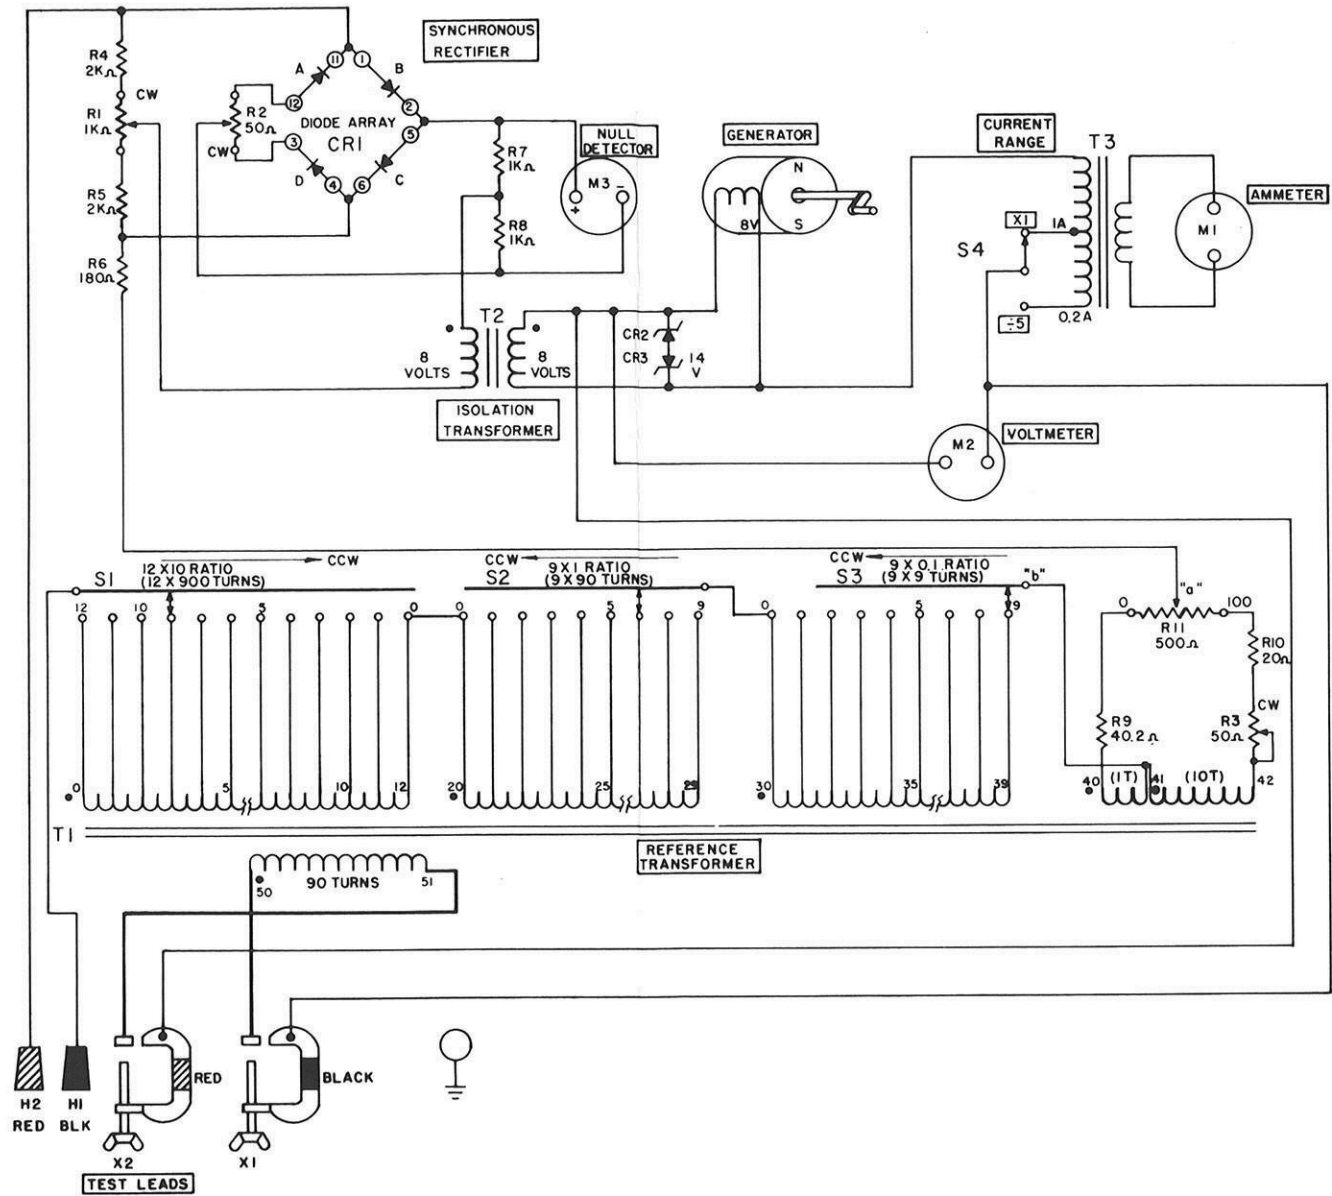 SYNCHRONOUS
RECTIFIER
R4
2KΩ
CW
R1
1KΩ
R5
2KΩ
R6
180Ω
A
11
1
B
12
2
R2
50Ω
CW
DIODE ARRAY
CR1
3
5
D
4
6
C
R7
1KΩ
R8
1KΩ
NULL
DETECTOR
M3
+
-
GENERATOR
N
S
8V
CURRENT
RANGE
T3
X1
1A
S4
÷5
0.2A
AMMETER
M1
T2
8
VOLTS
8
VOLTS
CR2
CR3
14
V
ISOLATION
TRANSFORMER
M2
VOLTMETER
CCW
12 X 10 RATIO
(12 X 900 TURNS)
S1
CCW
9 X 1 RATIO
(9 X 90 TURNS)
S2
CCW
9 X 0.1 RATIO
(9 X 9 TURNS)
S3
"b"
"a"
12
10
5
0
0
5
9
0
5
9
0
100
R11
500Ω
R10
20Ω
R9
40.2Ω
CW
R3
50Ω
0
5
10
12
20
25
29
30
35
39
40
(1T)
41
(10T)
42
T1
REFERENCE
TRANSFORMER
90 TURNS
50
51
RED
BLACK
H2
RED
H1
BLK
X2
X1
TEST LEADS